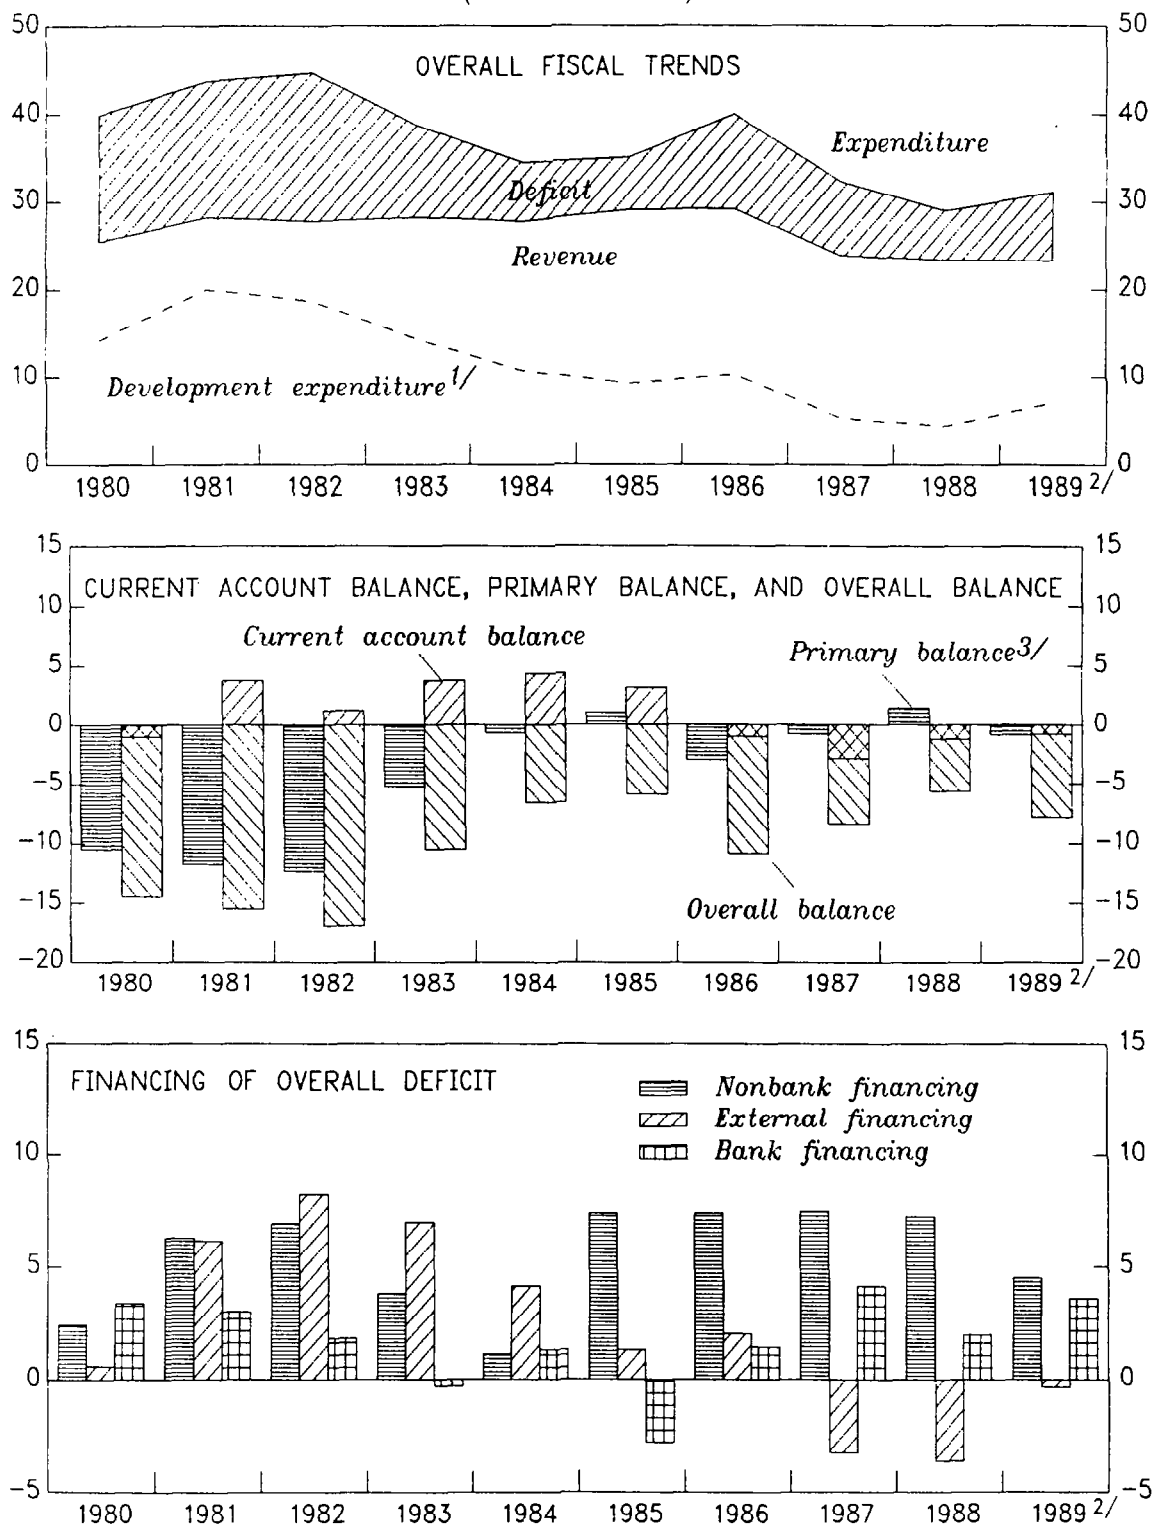 50 50
OVERALL FISCAL TRENDS
40 40
Expenditure
Deficit
30 30
Revenue
20 20
10 10
Development expenditure 1/
0 0
1980 1981 1982 1983 1984 1985 1986 1987 1988 1989 2/
15 15
CURRENT ACCOUNT BALANCE, PRIMARY BALANCE, AND OVERALL BALANCE
10 10
Current account balance
Primary balance 3/
5 5
0 0
-5 -5
-10 -10
Overall balance
-15 -15
-20 -20
1980 1981 1982 1983 1984 1985 1986 1987 1988 1989 2/
15 15
FINANCING OF OVERALL DEFICIT
Nonbank financing
External financing
Bank financing
10 10
5 5
0 0
-5 -5
1980 1981 1982 1983 1984 1985 1986 1987 1988 1989 2/